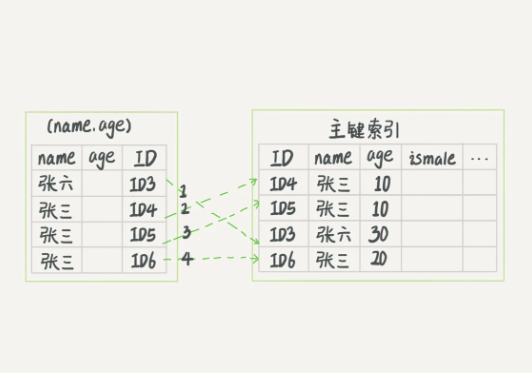 (name.age)
name age ID
张六 ID3
张三 ID4
张三 ID5
张三 ID6
1
2
3
4
主键索引
ID name age ismale ...
ID4 张三 10
ID5 张三 10
ID3 张六 30
ID6 张三 20